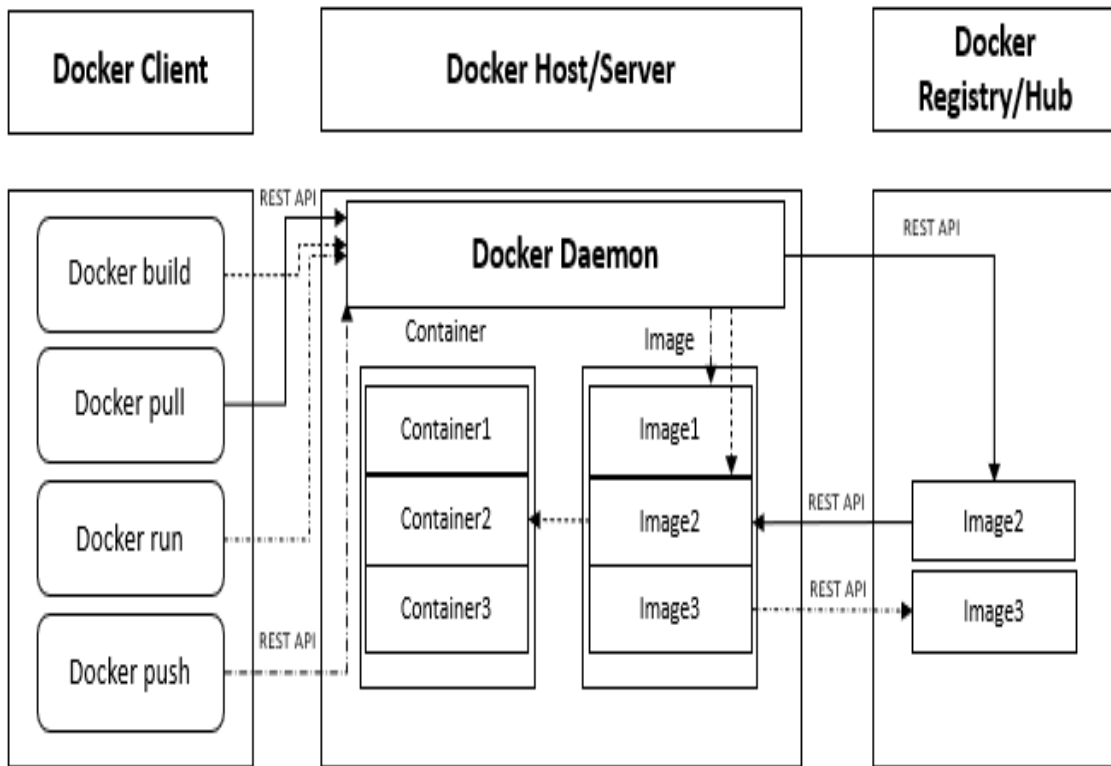 Docker Client
Docker Host/Server
Docker
Registry/Hub
REST API
Docker build
Docker pull
Docker run
Docker push
REST API
Docker Daemon
Container
Container1
Container2
Container3
Image
Image1
Image2
Image3
REST API
REST API
REST API
Image2
Image3